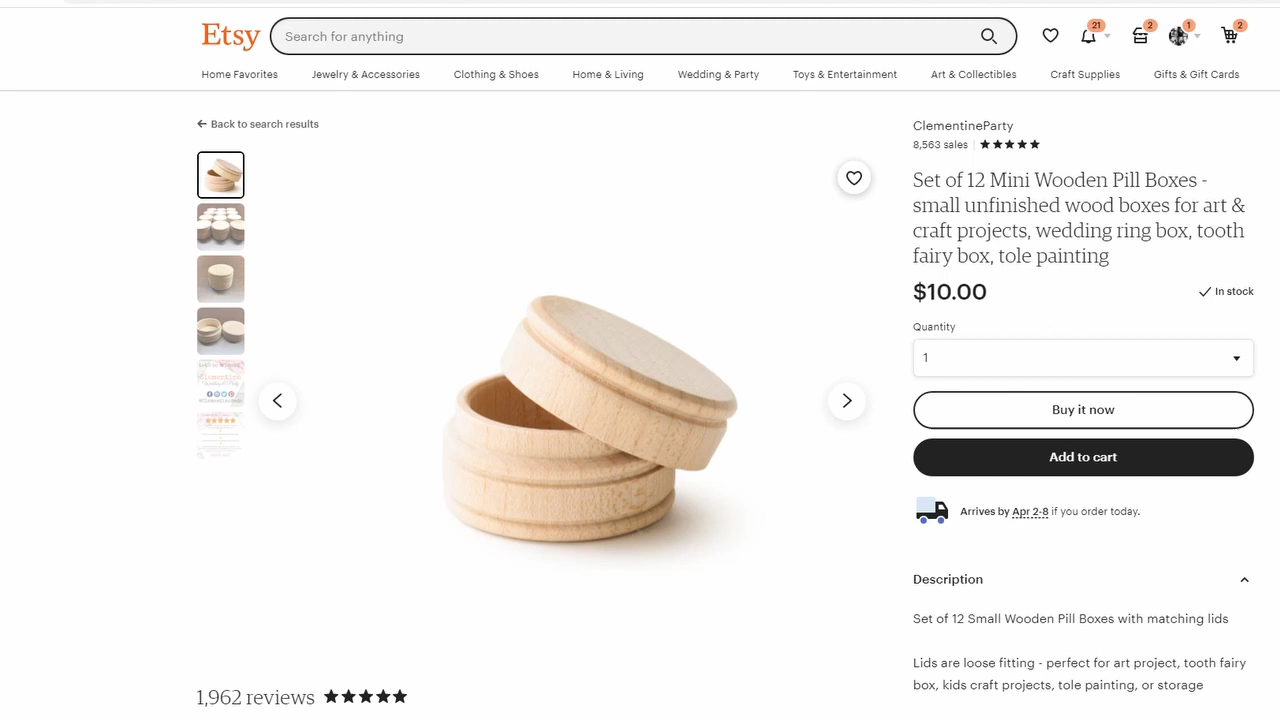 Etsy
Search for anything
21
2
1
2
Home Favorites
Jewelry & Accessories
Clothing & Shoes
Home & Living
Wedding & Party
Toys & Entertainment
Art & Collectibles
Craft Supplies
Gifts & Gift Cards
Back to search results
ClementineParty
8,563 sales
Set of 12 Mini Wooden Pill Boxes -
small unfinished wood boxes for art &
craft projects, wedding ring box, tooth
fairy box, tole painting
$10.00
In stock
Quantity
1
Buy it now
Add to cart
Arrives by Apr 2-8 if you order today.
Description
Set of 12 Small Wooden Pill Boxes with matching lids
Lids are loose fitting - perfect for art project, tooth fairy
box, kids craft projects, tole painting, or storage
1,962 reviews